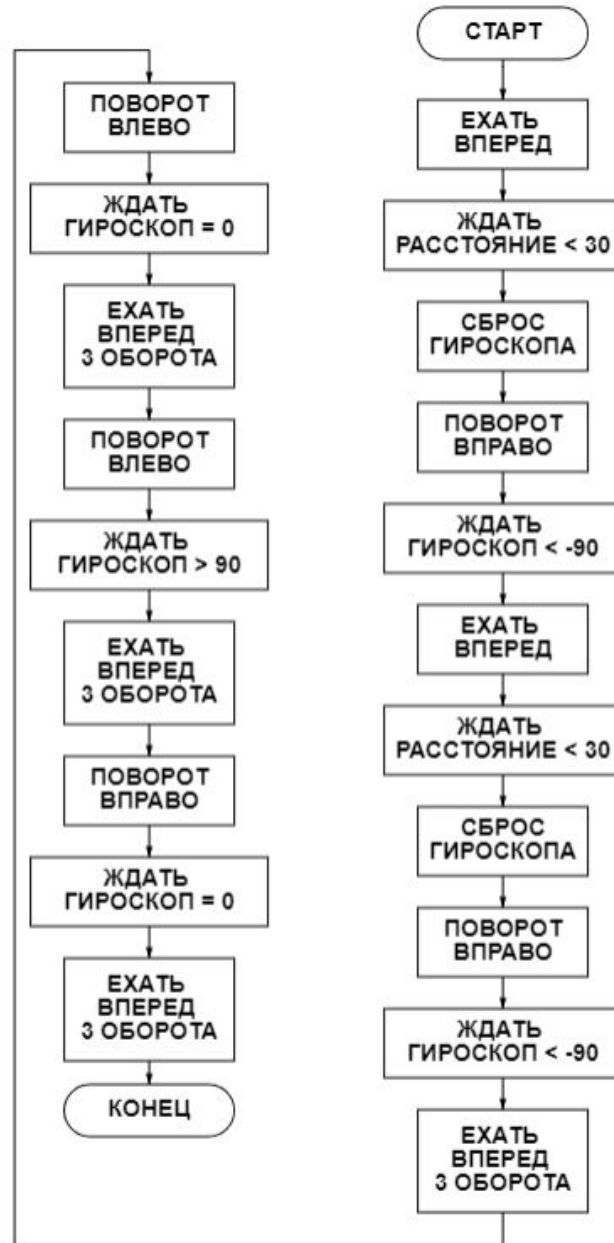 СТАРТ
ЕХАТЬ
ВПЕРЕД
ЖДАТЬ
РАССТОЯНИЕ < 30
СБРОС
ГИРОСКОПА
ПОВОРОТ
ВПРАВО
ЖДАТЬ
ГИРОСКОП < -90
ЕХАТЬ
ВПЕРЕД
ЖДАТЬ
РАССТОЯНИЕ < 30
СБРОС
ГИРОСКОПА
ПОВОРОТ
ВПРАВО
ЖДАТЬ
ГИРОСКОП < -90
ЕХАТЬ
ВПЕРЕД
3 ОБОРОТА
ПОВОРОТ
ВЛЕВО
ЖДАТЬ
ГИРОСКОП = 0
ЕХАТЬ
ВПЕРЕД
3 ОБОРОТА
ПОВОРОТ
ВЛЕВО
ЖДАТЬ
ГИРОСКОП > 90
ЕХАТЬ
ВПЕРЕД
3 ОБОРОТА
ПОВОРОТ
ВПРАВО
ЖДАТЬ
ГИРОСКОП = 0
ЕХАТЬ
ВПЕРЕД
3 ОБОРОТА
КОНЕЦ